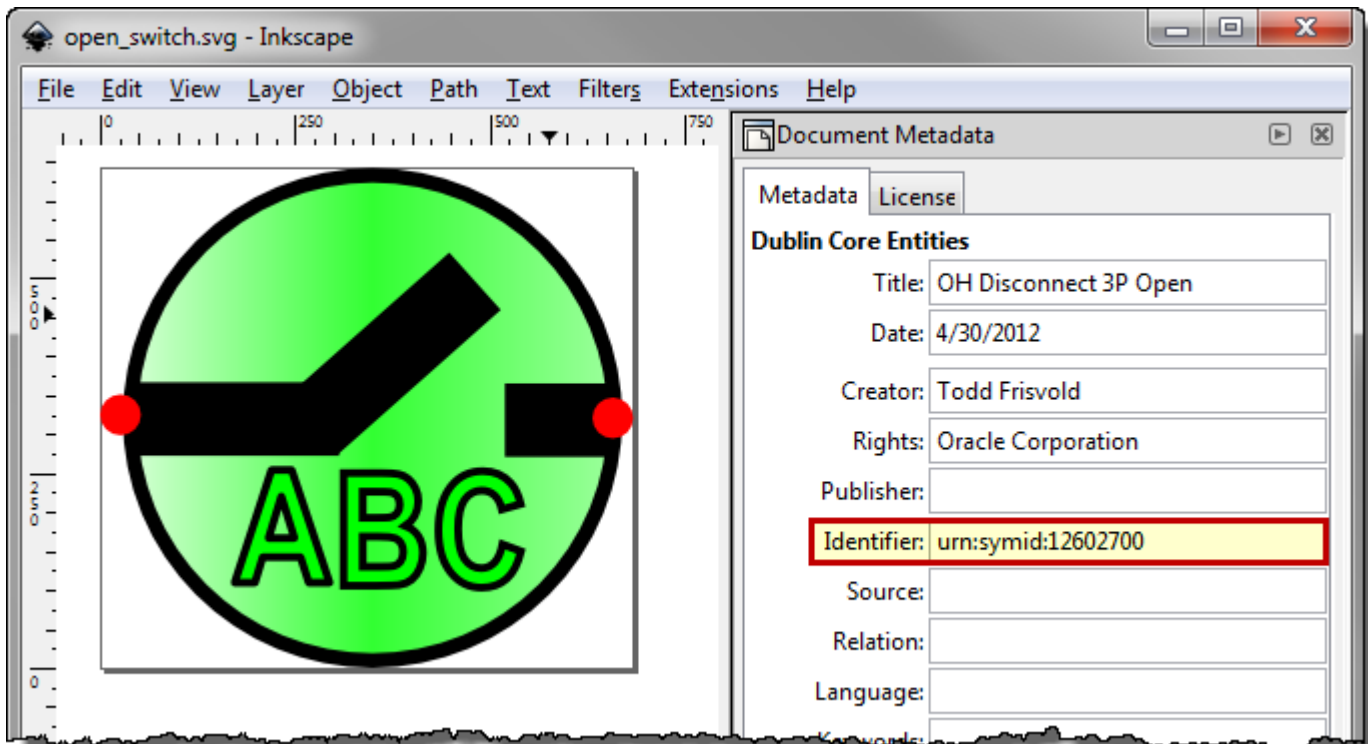 open_switch.svg - Inkscape
File Edit View Layer Object Path Text Filters Extensions Help
0 250 500 750
Document Metadata
Metadata License
Dublin Core Entities
Title: OH Disconnect 3P Open
Date: 4/30/2012
Creator: Todd Frisvold
Rights: Oracle Corporation
Publisher:
Identifier: urn:symid:12602700
Source:
Relation:
Language:
Keywords:
500
250
0
ABC